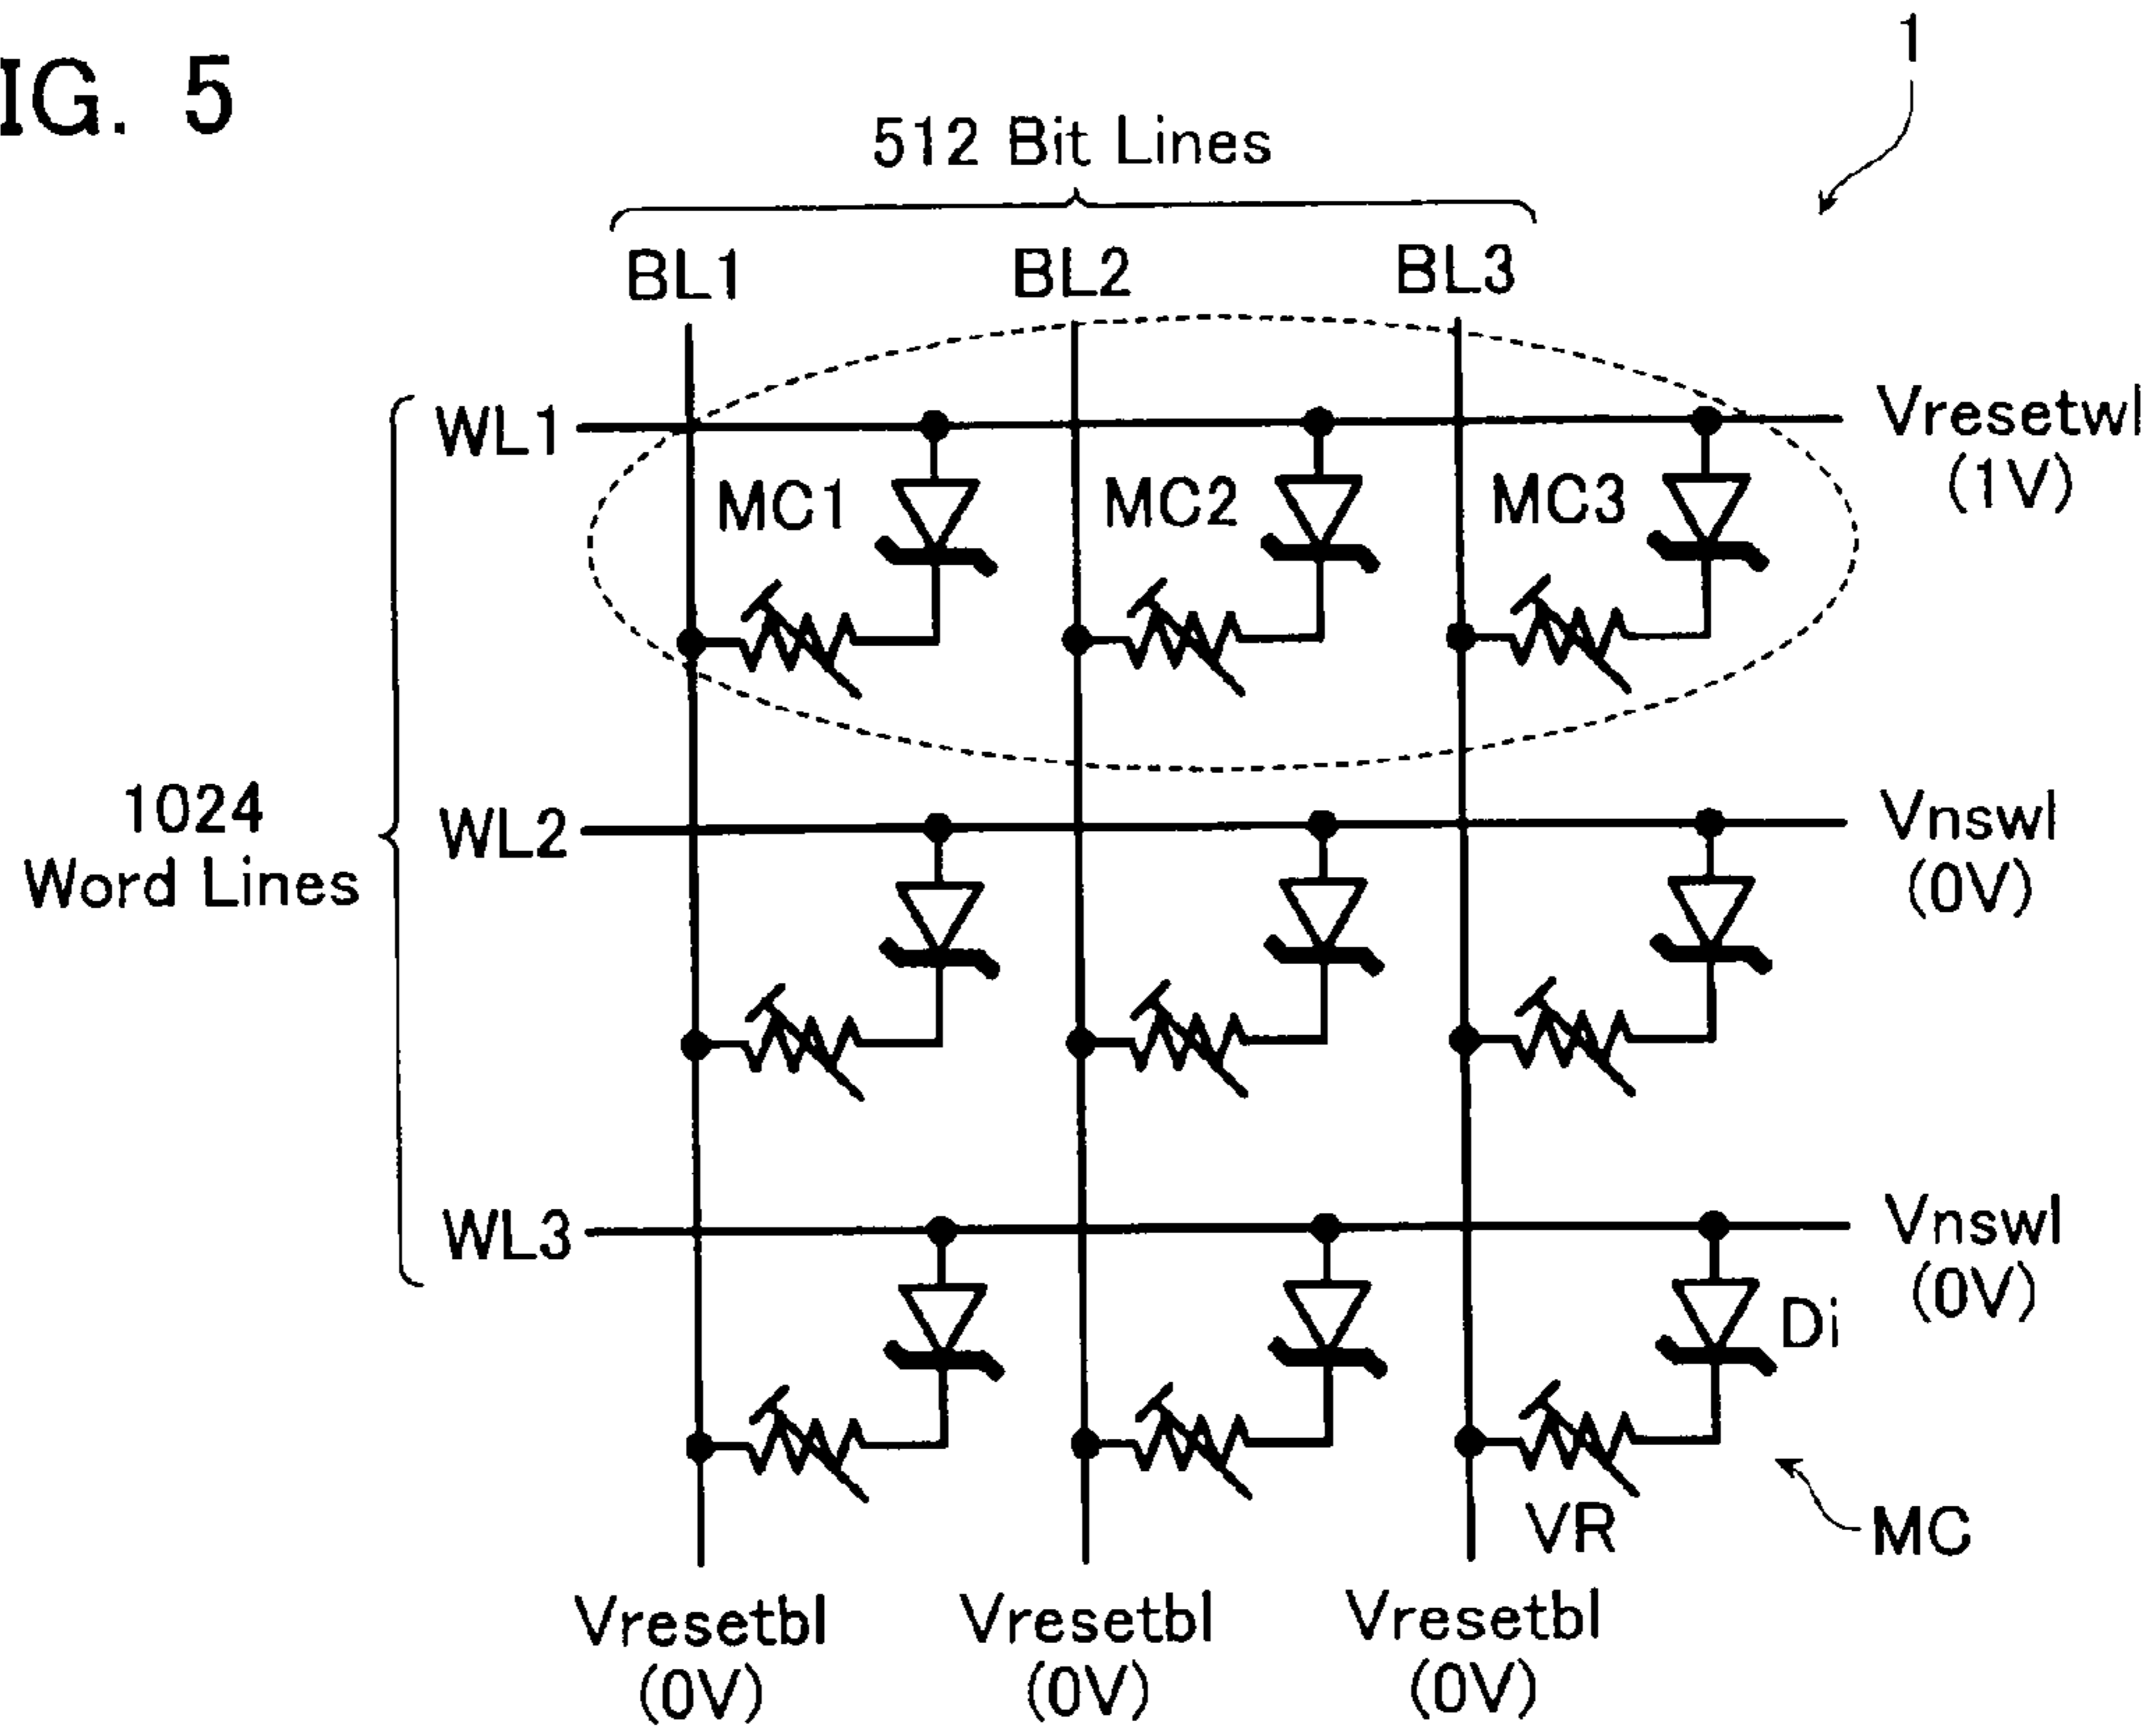 IG. 5
1
512 Bit Lines
BL1 BL2 BL3
WL1 Vresetwl
(1V)
MC1 MC2 MC3
1024
Word Lines
WL2 Vnswl
(0V)
WL3 Vnswl
(0V)
Di
VR
MC
Vresetbl Vresetbl Vresetbl
(0V) (0V) (0V)